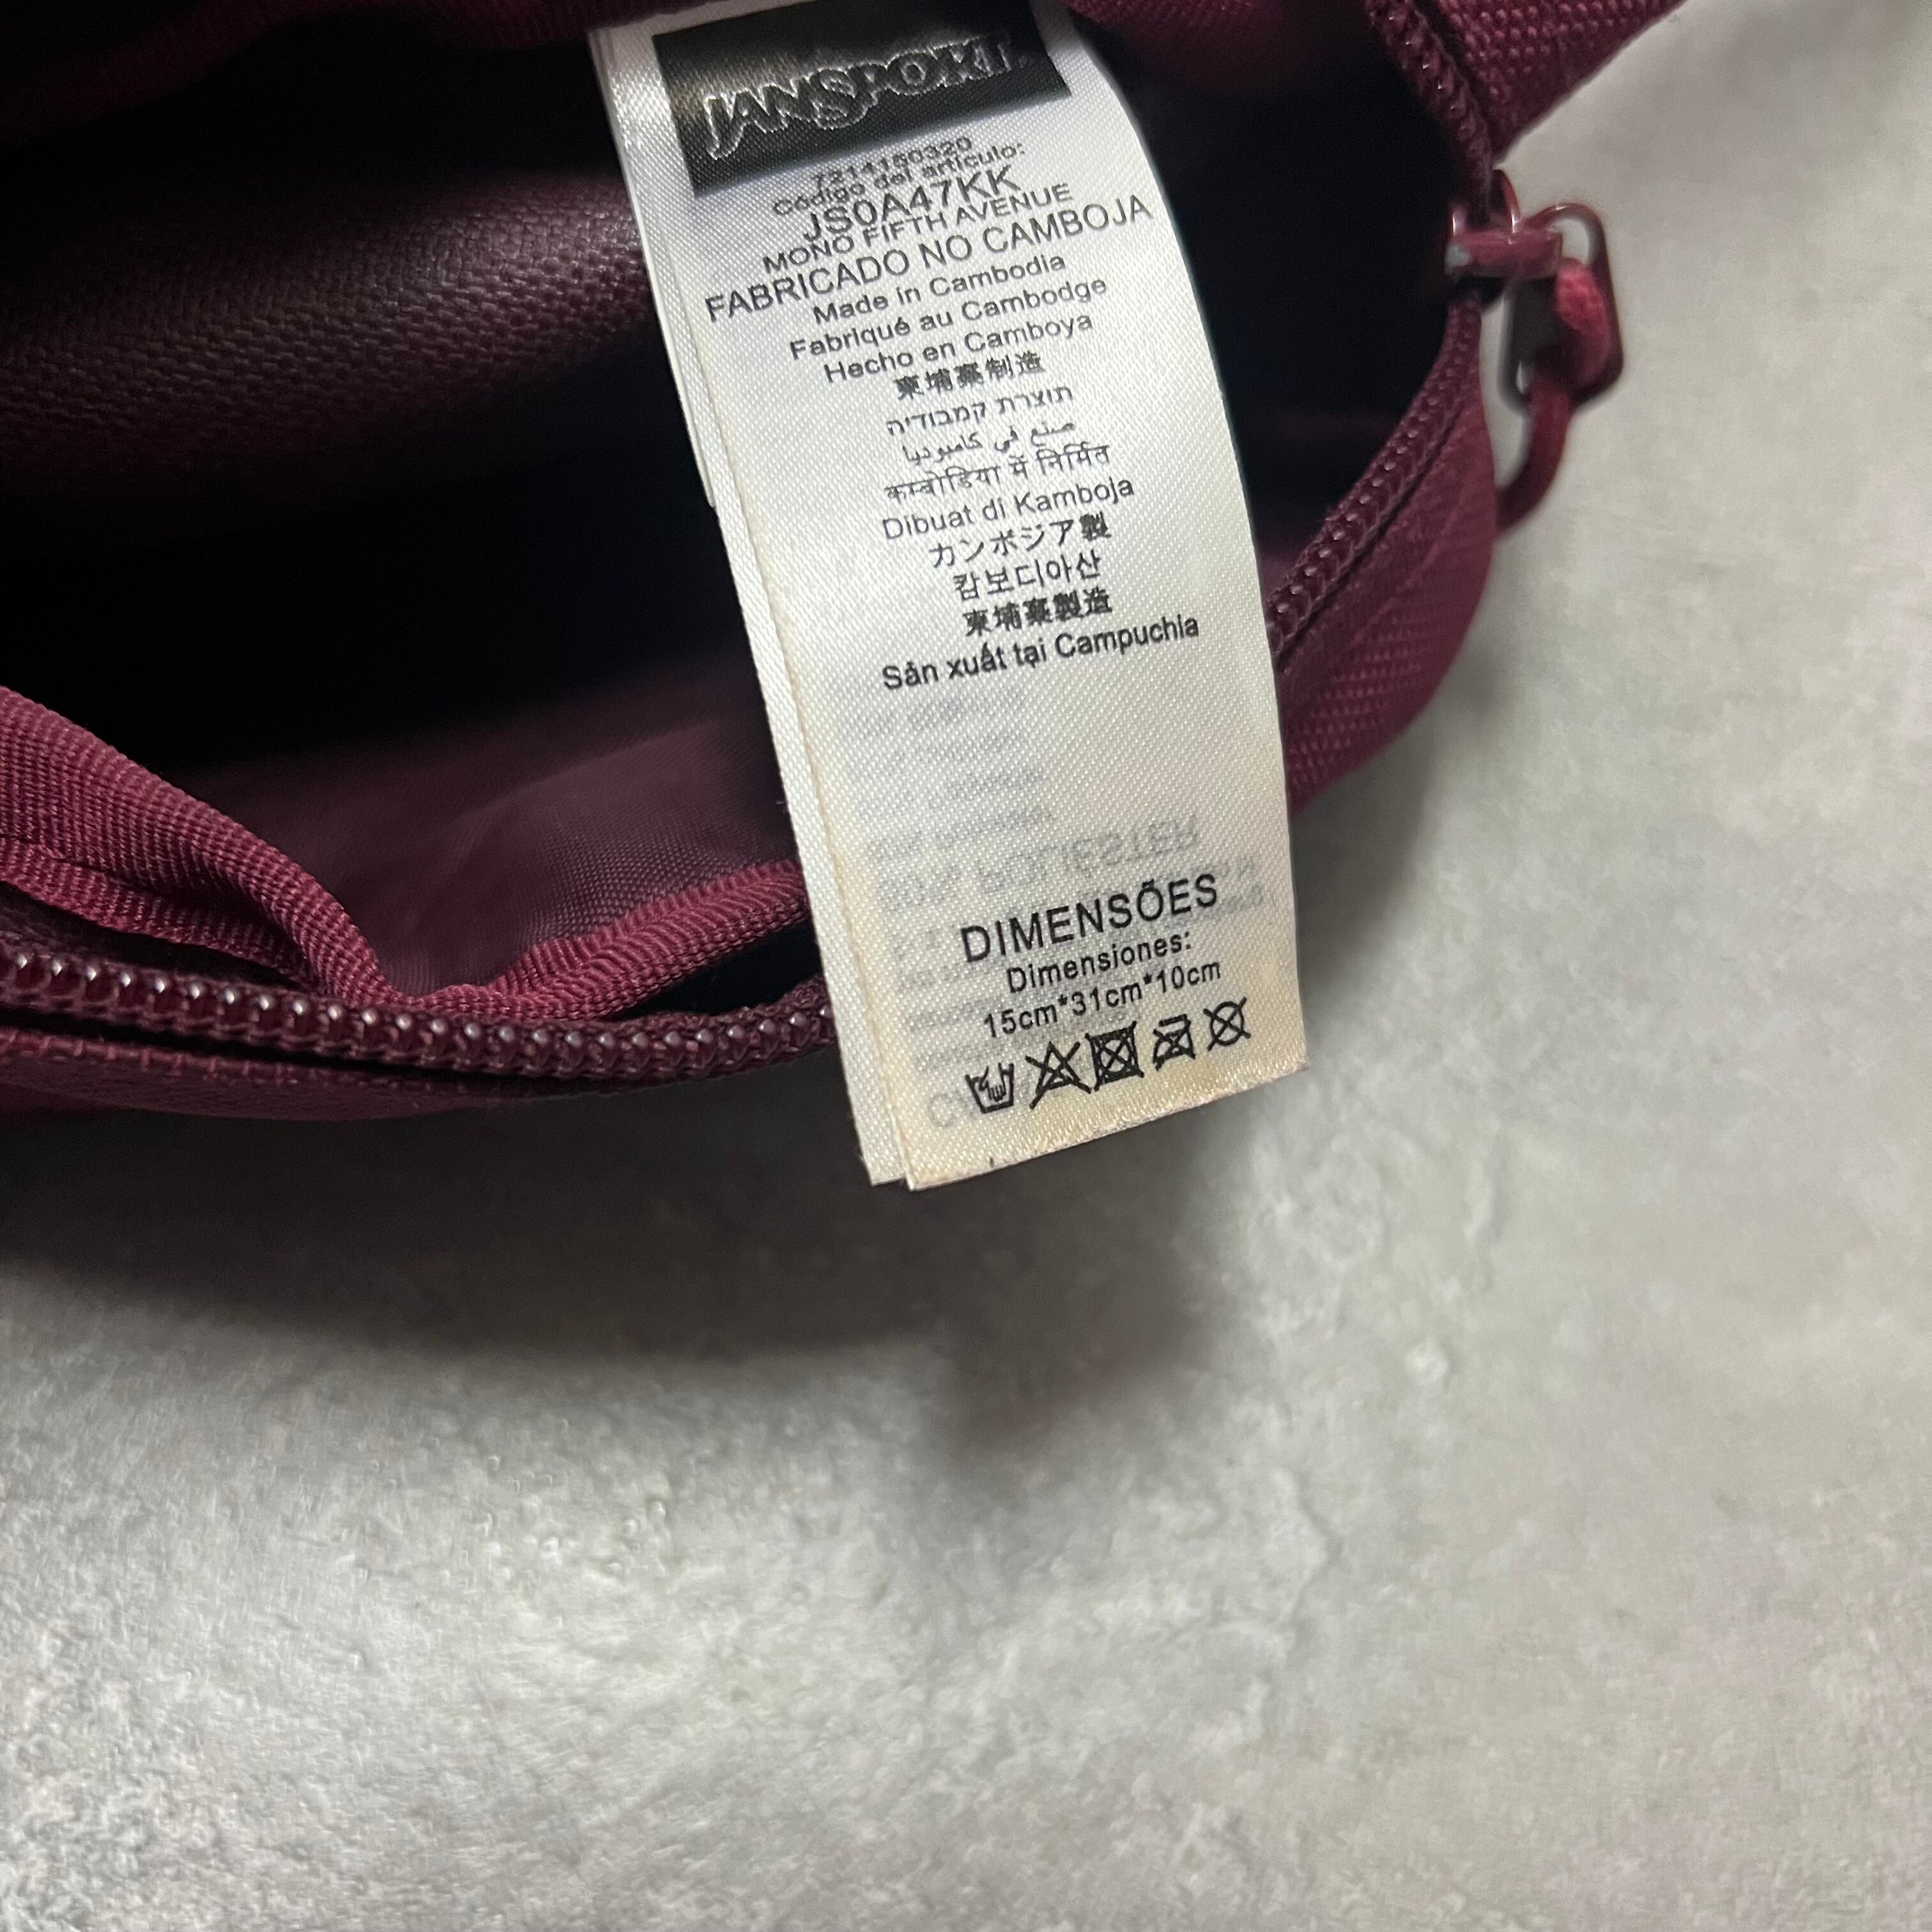 JANSPORT
7214150320
Código del artículo:
JS0A47KK
MONO FIFTH AVENUE
FABRICADO NO CAMBOJA
Made in Cambodia
Fabriqué au Cambodge
Hecho en Camboya
柬埔寨制造
תוצרת קמבודיה
صنع في كامبوديا
कम्बोडिया में निर्मित
Dibuat di Kamboja
カンボジア製
캄보디아산
柬埔寨製造
Sản xuất tại Campuchia
POLIÉSTER
DIMENSÕES
Dimensiones:
15cm*31cm*10cm